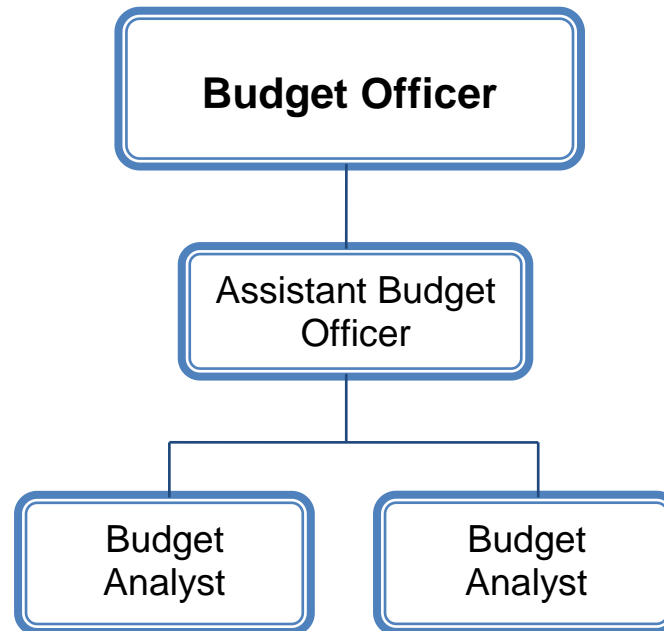 Budget Officer
Assistant Budget
Officer
Budget
Analyst
Budget
Analyst